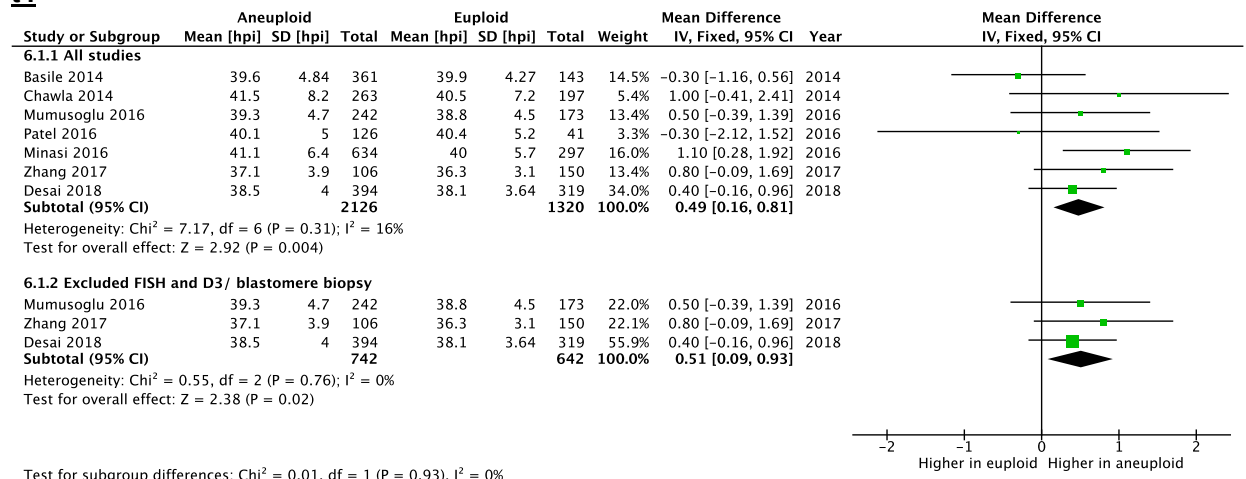 Aneuploid Euploid Mean Difference Mean Difference
Study or Subgroup Mean [hpi] SD [hpi] Total Mean [hpi] SD [hpi] Total Weight IV, Fixed, 95% CI Year IV, Fixed, 95% CI
6.1.1 All studies
Basile 2014 39.6 4.84 361 39.9 4.27 143 14.5% −0.30 [−1.16, 0.56] 2014
Chawla 2014 41.5 8.2 263 40.5 7.2 197 5.4% 1.00 [−0.41, 2.41] 2014
Mumusoglu 2016 39.3 4.7 242 38.8 4.5 173 13.4% 0.50 [−0.39, 1.39] 2016
Patel 2016 40.1 5 126 40.4 5.2 41 3.3% −0.30 [−2.12, 1.52] 2016
Minasi 2016 41.1 6.4 634 40 5.7 297 16.0% 1.10 [0.28, 1.92] 2016
Zhang 2017 37.1 3.9 106 36.3 3.1 150 13.4% 0.80 [−0.09, 1.69] 2017
Desai 2018 38.5 4 394 38.1 3.64 319 34.0% 0.40 [−0.16, 0.96] 2018
Subtotal (95% CI) 2126 1320 100.0% 0.49 [0.16, 0.81]
Heterogeneity: Chi² = 7.17, df = 6 (P = 0.31); I² = 16%
Test for overall effect: Z = 2.92 (P = 0.004)
6.1.2 Excluded FISH and D3/ blastomere biopsy
Mumusoglu 2016 39.3 4.7 242 38.8 4.5 173 22.0% 0.50 [−0.39, 1.39] 2016
Zhang 2017 37.1 3.9 106 36.3 3.1 150 22.1% 0.80 [−0.09, 1.69] 2017
Desai 2018 38.5 4 394 38.1 3.64 319 55.9% 0.40 [−0.16, 0.96] 2018
Subtotal (95% CI) 742 642 100.0% 0.51 [0.09, 0.93]
Heterogeneity: Chi² = 0.55, df = 2 (P = 0.76); I² = 0%
Test for overall effect: Z = 2.38 (P = 0.02)
−2 −1 0 1 2
Higher in euploid Higher in aneuploid
Test for subgroup differences: Chi² = 0.01, df = 1 (P = 0.93), I² = 0%